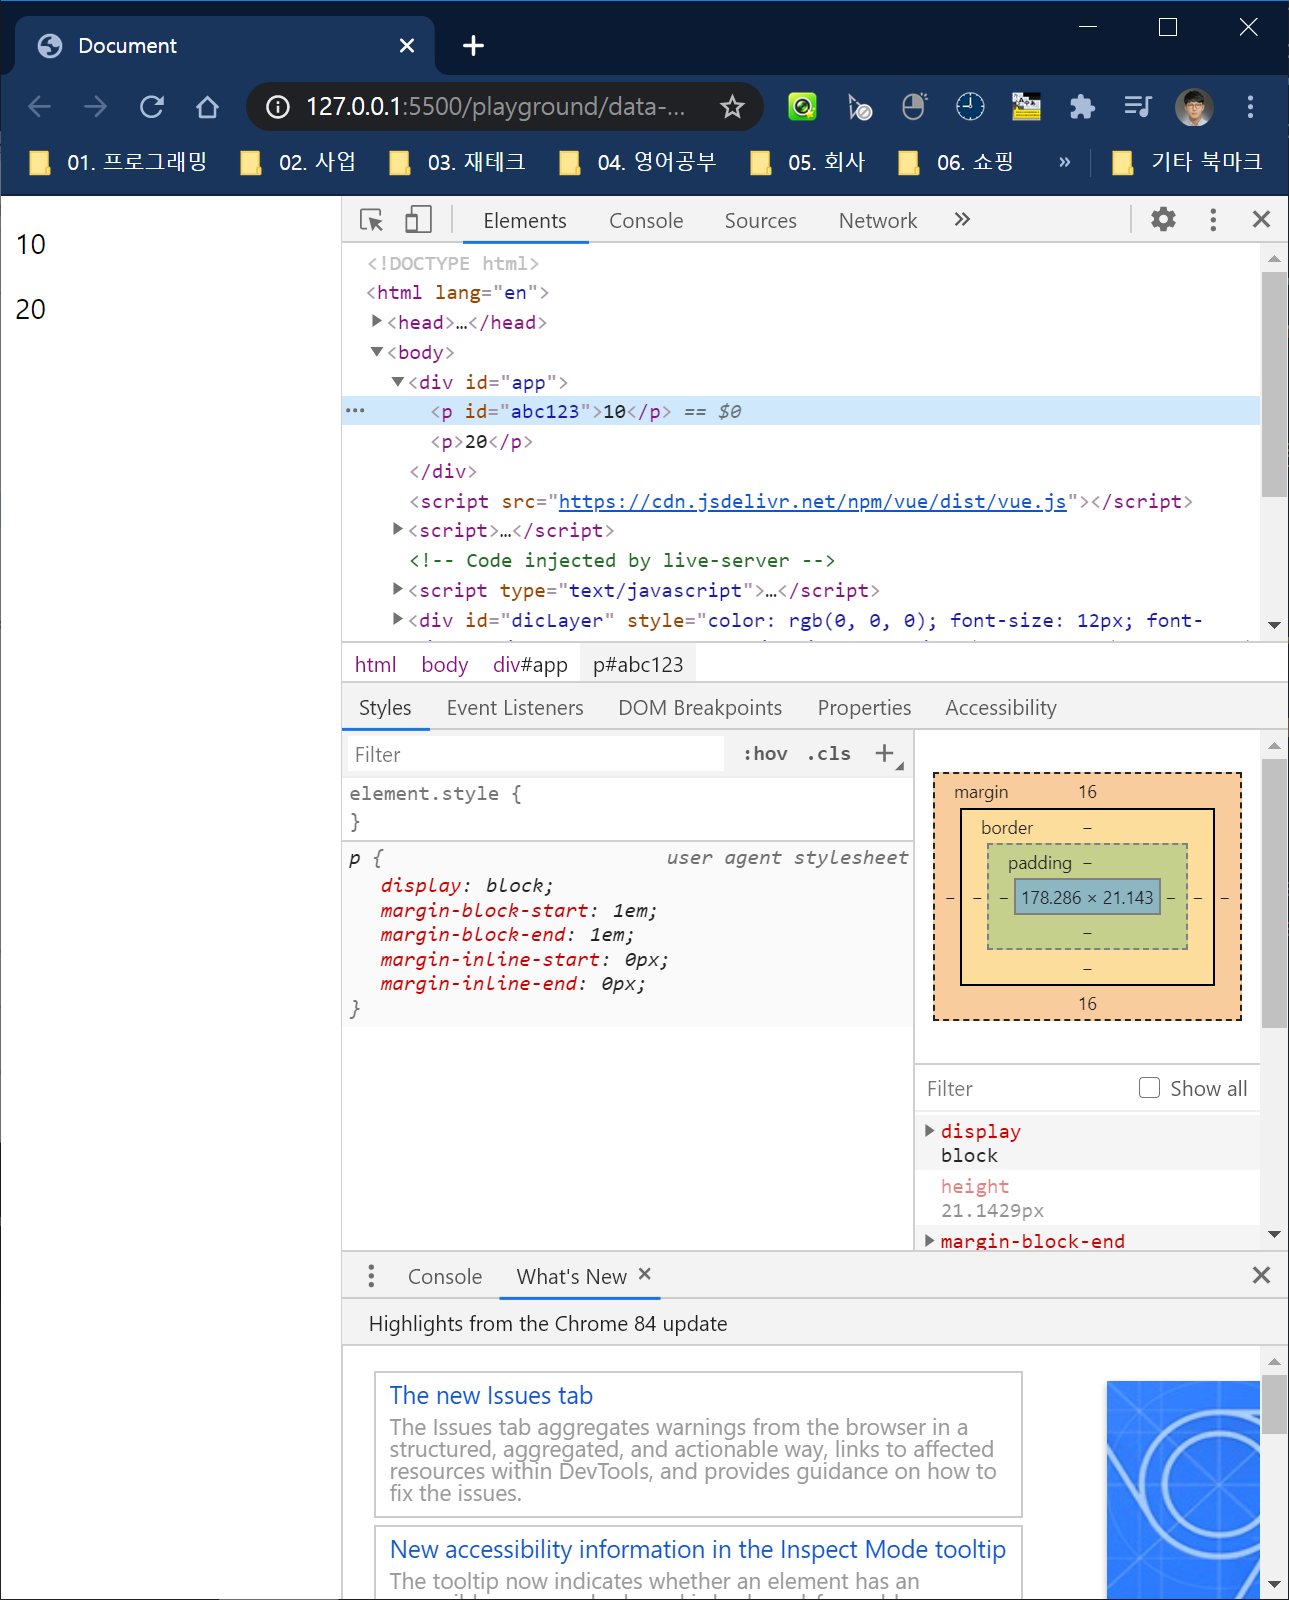 Document
127.0.0.1:5500/playground/data-...
01. 프로그래밍
02. 사업
03. 재테크
04. 영어공부
05. 회사
06. 쇼핑
»
기타 북마크
10
20
Elements
Console
Sources
Network
<!DOCTYPE html>
<html lang="en">
<head>…</head>
<body>
<div id="app">
<p id="abc123">10</p> == $0
<p>20</p>
</div>
<script src="https://cdn.jsdelivr.net/npm/vue/dist/vue.js"></script>
<script>…</script>
<!-- Code injected by live-server -->
<script type="text/javascript">…</script>
<div id="dicLayer" style="color: rgb(0, 0, 0); font-size: 12px; font-
html body div#app p#abc123
Styles
Event Listeners
DOM Breakpoints
Properties
Accessibility
Filter
:hov .cls +
element.style {
}
p { user agent stylesheet
display: block;
margin-block-start: 1em;
margin-block-end: 1em;
margin-inline-start: 0px;
margin-inline-end: 0px;
}
margin 16
border –
padding –
– – – 178.286 × 21.143 – – –
–
–
16
Filter
Show all
display
block
height
21.1429px
margin-block-end
Console
What's New
Highlights from the Chrome 84 update
The new Issues tab
The Issues tab aggregates warnings from the browser in a
structured, aggregated, and actionable way, links to affected
resources within DevTools, and provides guidance on how to
fix the issues.
New accessibility information in the Inspect Mode tooltip
The tooltip now indicates whether an element has an